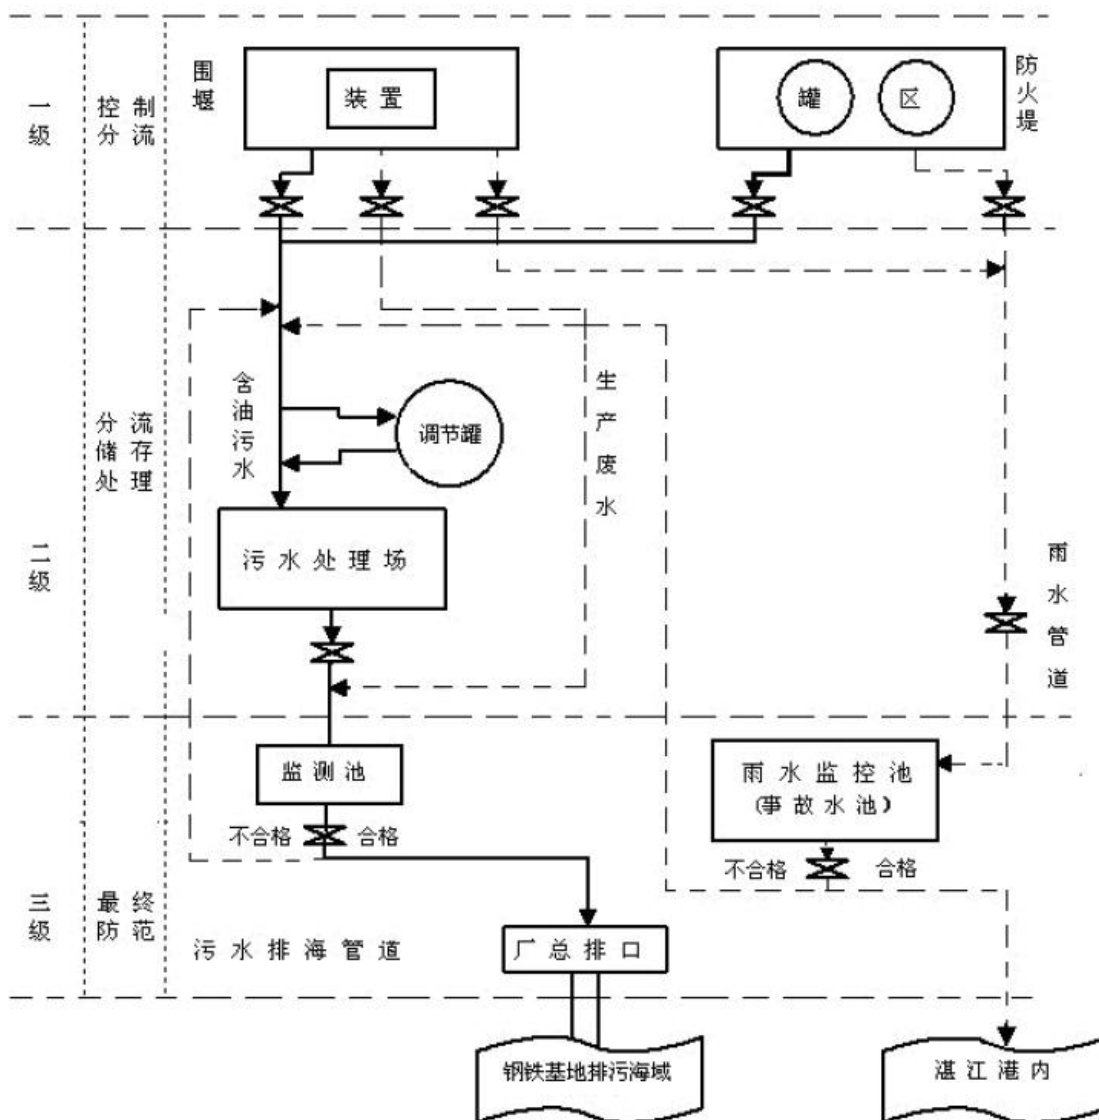 一级
控制
分流
围堰
装置
罐
区
防火堤
二级
分流
储存
处理
含油污水
调节罐
生产废水
污水处理场
雨水管道
三级
最终
防范
监测池
不合格
合格
雨水监控池
(事故水池)
不合格
合格
污水排海管道
厂总排口
钢铁基地排污海域
湛江港内